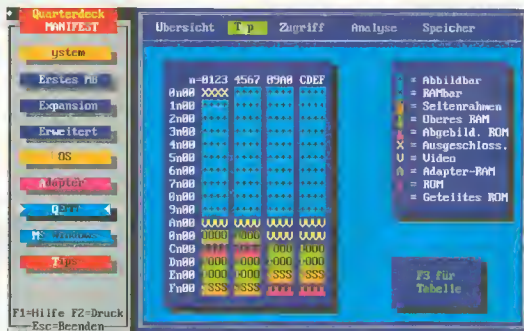 Quarterdeck
MANIFEST
ystem
Erstes MB
Expansion
Erweitert
OS
dapter
MS Windows
Tips
F1=Hilfe F2=Druck
Esc=Beenden
Übersicht T p Zugriff Analyse Speicher
n=0123 4567 89AB CDEF
0n00 XXXX
1n00
2n00
3n00
4n00
5n00
6n00
7n00
8n00
9n00
An00
Bn00
Cn00
Dn00
En00
Fn00
= Abbildbar
= RAMbar
= Seitenrahmen
= Oberes RAM
= Abgebild. ROM
X = Ausgeschloss.
V = Video
A = Adapter-RAM
= ROM
= Geteiltes ROM
F3 für
Tabelle